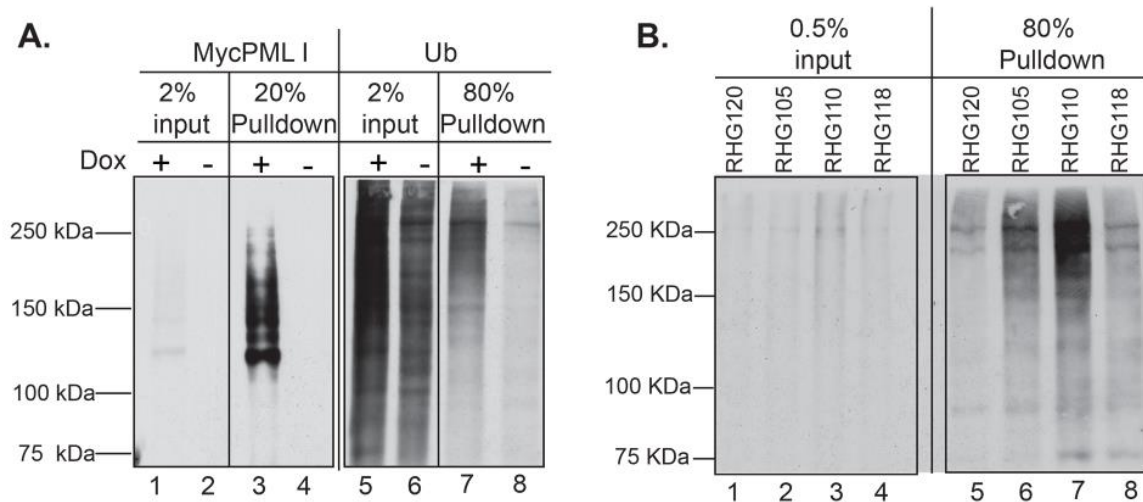 A.
MycPML I Ub
2% input 20% Pulldown 2% input 80% Pulldown
Dox + - + - + - + -
250 kDa
150 kDa
100 kDa
75 kDa
1 2 3 4 5 6 7 8
B.
0.5% input 80% Pulldown
RHG120 RHG105 RHG110 RHG118 RHG120 RHG105 RHG110 RHG118
250 kDa
150 kDa
100 kDa
75 kDa
1 2 3 4 5 6 7 8